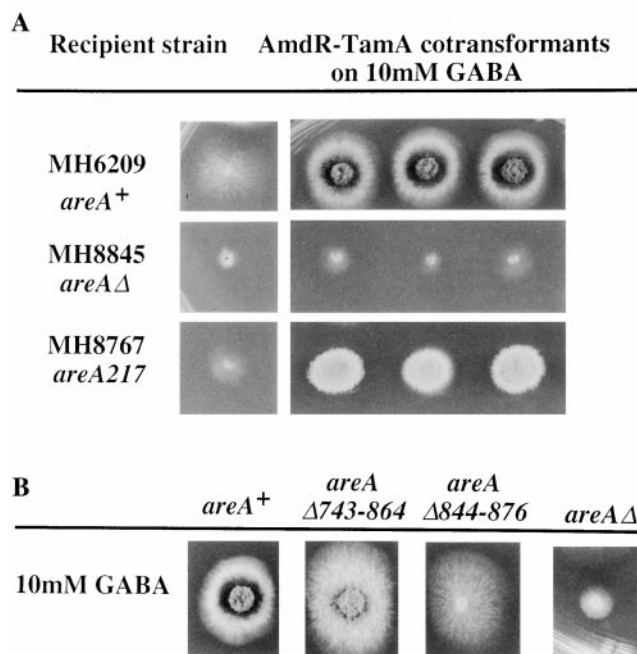 A
Recipient strain AmdR-TamA cotransformants
on 10mM GABA
MH6209
areA+
MH8845
areAΔ
MH8767
areA217
B
areA+ areA Δ743-864 areA Δ844-876 areAΔ
10mM GABA